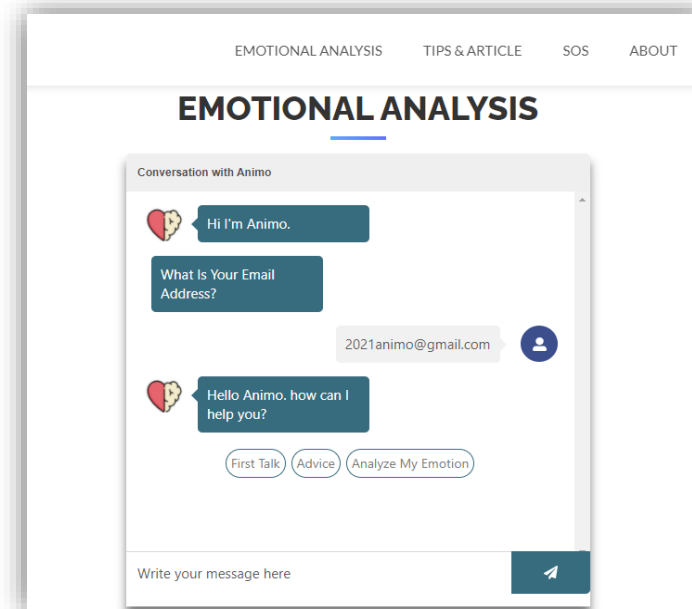 EMOTIONAL ANALYSIS TIPS & ARTICLE SOS ABOUT
EMOTIONAL ANALYSIS
Conversation with Animo
Hi I'm Animo.
What Is Your Email
Address?
2021animo@gmail.com
Hello Animo. how can I
help you?
First Talk Advice Analyze My Emotion
Write your message here